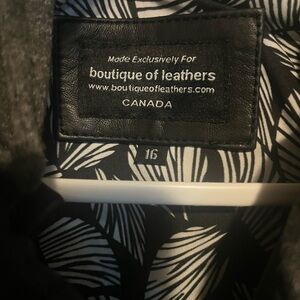 Made Exclusively For
boutique of leathers
www.boutiqueofleathers.com
CANADA
16